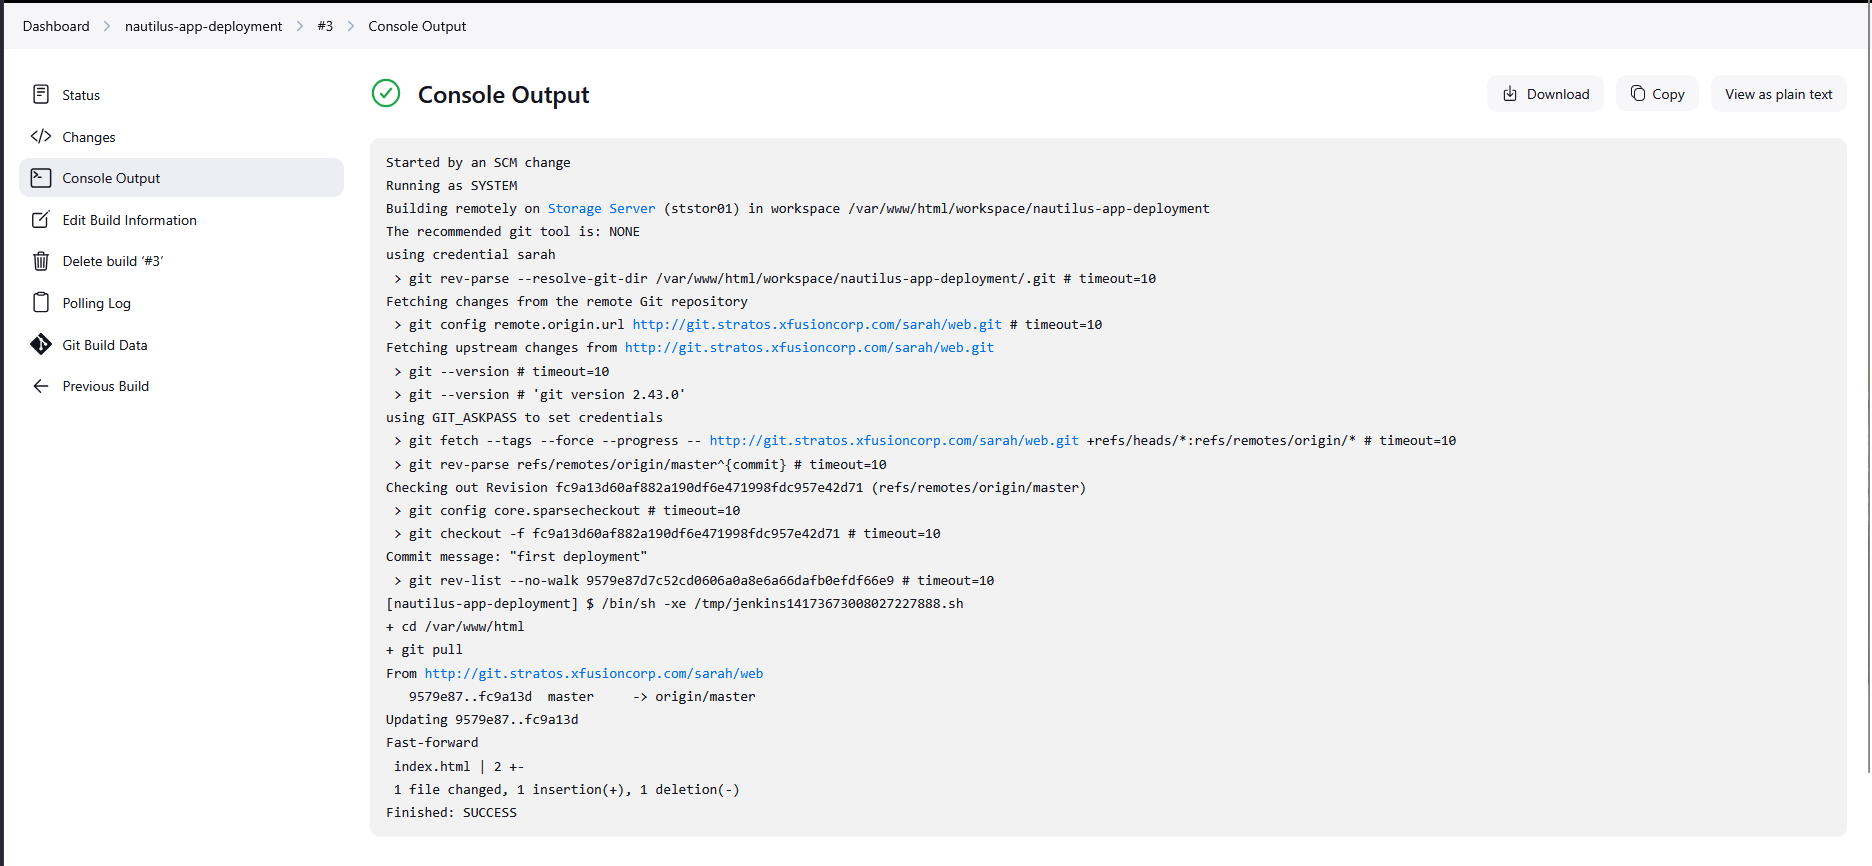 Dashboard > nautilus-app-deployment > #3 > Console Output
Status
Changes
Console Output
Edit Build Information
Delete build ‘#3’
Polling Log
Git Build Data
Previous Build
Console Output
Download
Copy
View as plain text
Started by an SCM change
Running as SYSTEM
Building remotely on Storage Server (ststor01) in workspace /var/www/html/workspace/nautilus-app-deployment
The recommended git tool is: NONE
using credential sarah
 > git rev-parse --resolve-git-dir /var/www/html/workspace/nautilus-app-deployment/.git # timeout=10
Fetching changes from the remote Git repository
 > git config remote.origin.url http://git.stratos.xfusioncorp.com/sarah/web.git # timeout=10
Fetching upstream changes from http://git.stratos.xfusioncorp.com/sarah/web.git
 > git --version # timeout=10
 > git --version # 'git version 2.43.0'
using GIT_ASKPASS to set credentials
 > git fetch --tags --force --progress -- http://git.stratos.xfusioncorp.com/sarah/web.git +refs/heads/*:refs/remotes/origin/* # timeout=10
 > git rev-parse refs/remotes/origin/master^{commit} # timeout=10
Checking out Revision fc9a13d60af882a190df6e471998fdc957e42d71 (refs/remotes/origin/master)
 > git config core.sparsecheckout # timeout=10
 > git checkout -f fc9a13d60af882a190df6e471998fdc957e42d71 # timeout=10
Commit message: "first deployment"
 > git rev-list --no-walk 9579e87d7c52cd0606a0a8e6a66dafb0efdf66e9 # timeout=10
[nautilus-app-deployment] $ /bin/sh -xe /tmp/jenkins14173673008027227888.sh
+ cd /var/www/html
+ git pull
From http://git.stratos.xfusioncorp.com/sarah/web
   9579e87..fc9a13d  master     -> origin/master
Updating 9579e87..fc9a13d
Fast-forward
 index.html | 2 +-
 1 file changed, 1 insertion(+), 1 deletion(-)
Finished: SUCCESS